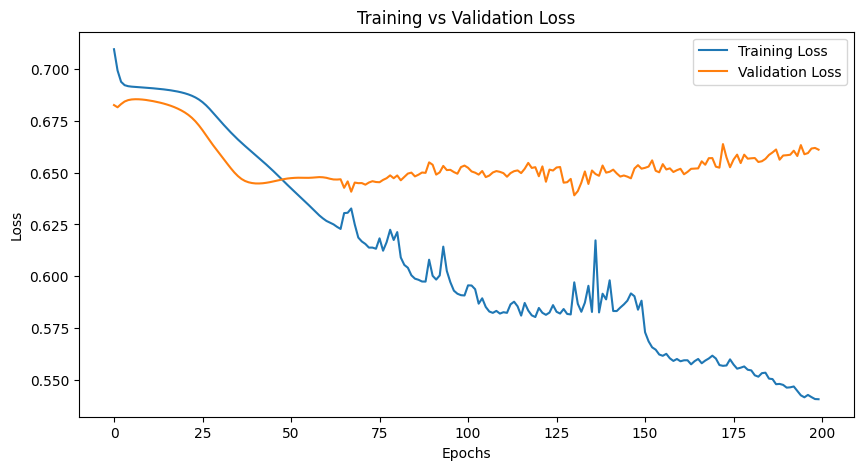 Training vs Validation Loss
Training Loss
Validation Loss
0.700
0.675
0.650
0.625
0.600
0.575
0.550
Loss
0 25 50 75 100 125 150 175 200
Epochs